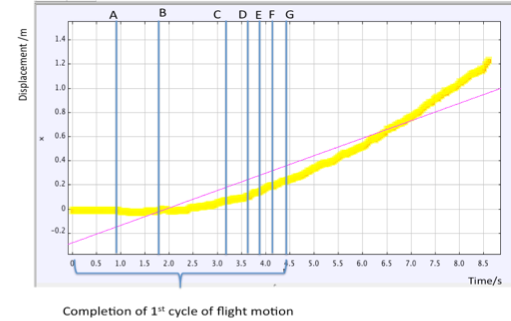 A B C D E F G
Displacement /m
1.4
1.2
1.0
0.8
0.6
x
0.4
0.2
0
-0.2
0 0.5 1.0 1.5 2.0 2.5 3.0 3.5 4.0 4.5 5.0 5.5 6.0 6.5 7.0 7.5 8.0 8.5
Time/s
Completion of 1st cycle of flight motion